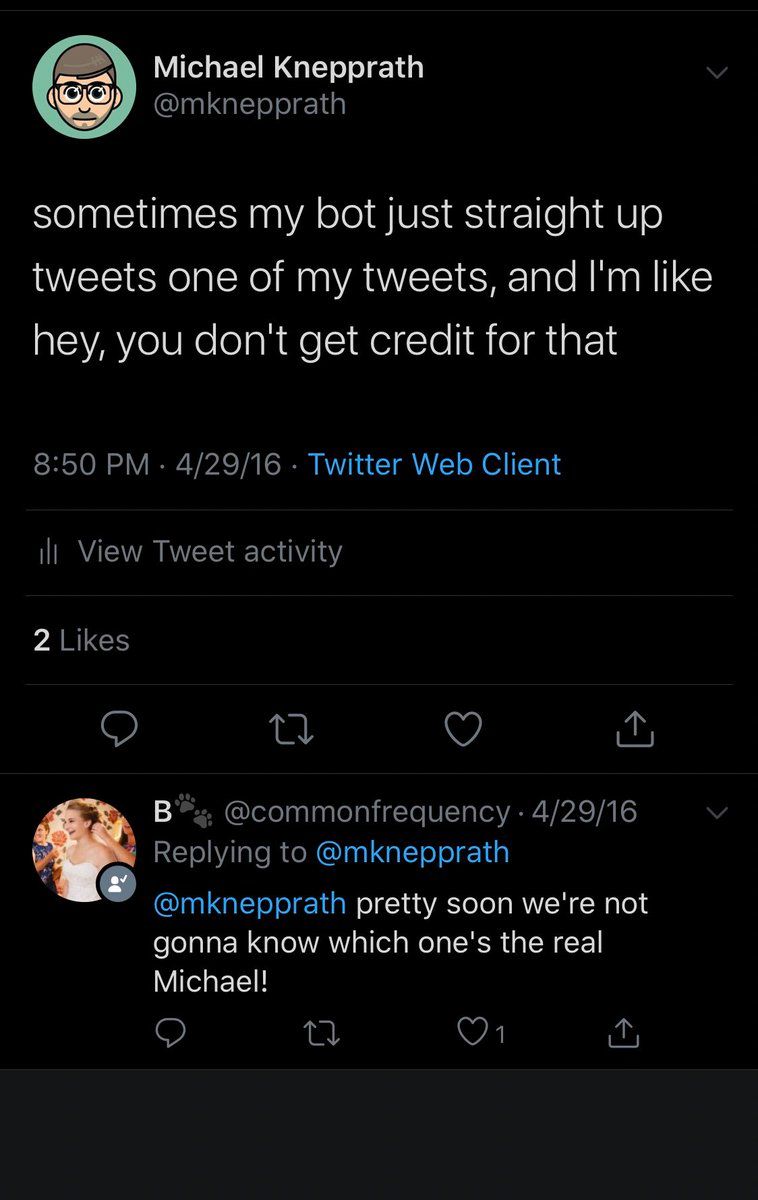 Michael Knepprath
@mknepprath
sometimes my bot just straight up
tweets one of my tweets, and I'm like
hey, you don't get credit for that
8:50 PM · 4/29/16 · Twitter Web Client
View Tweet activity
2 Likes
B🐾 @commonfrequency · 4/29/16
Replying to @mknepprath
@mknepprath pretty soon we're not
gonna know which one's the real
Michael!
1